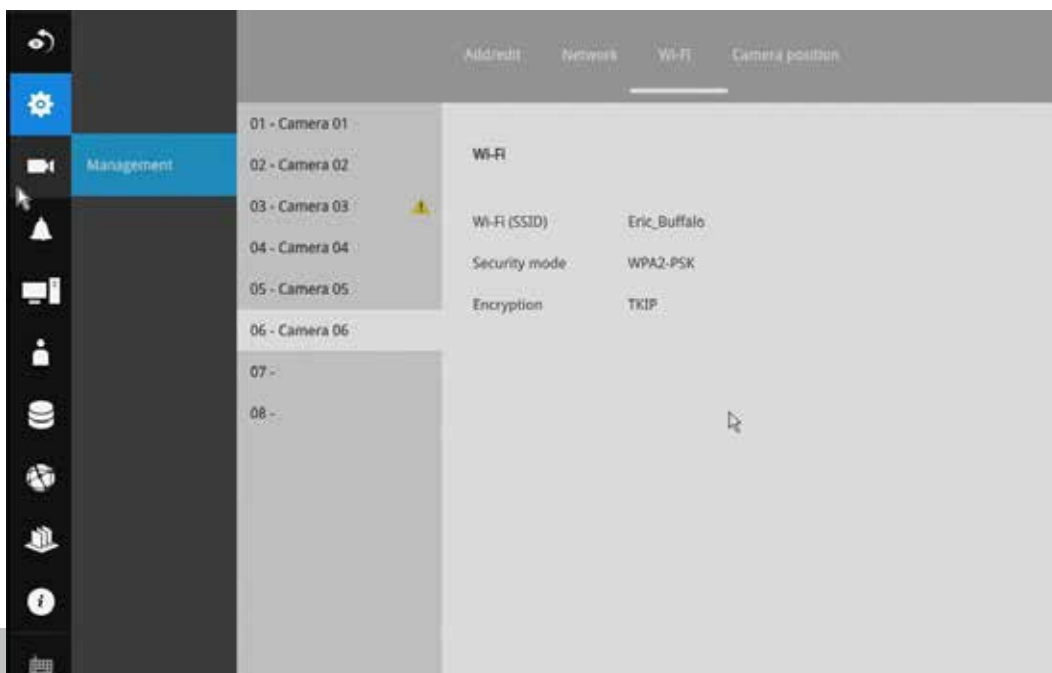 Add/edit Network Wi-Fi Camera position
Management
01 - Camera 01
02 - Camera 02
03 - Camera 03
04 - Camera 04
05 - Camera 05
06 - Camera 06
07 -
08 -
Wi-Fi
Wi-Fi (SSID) Eric_Buffalo
Security mode WPA2-PSK
Encryption TKIP